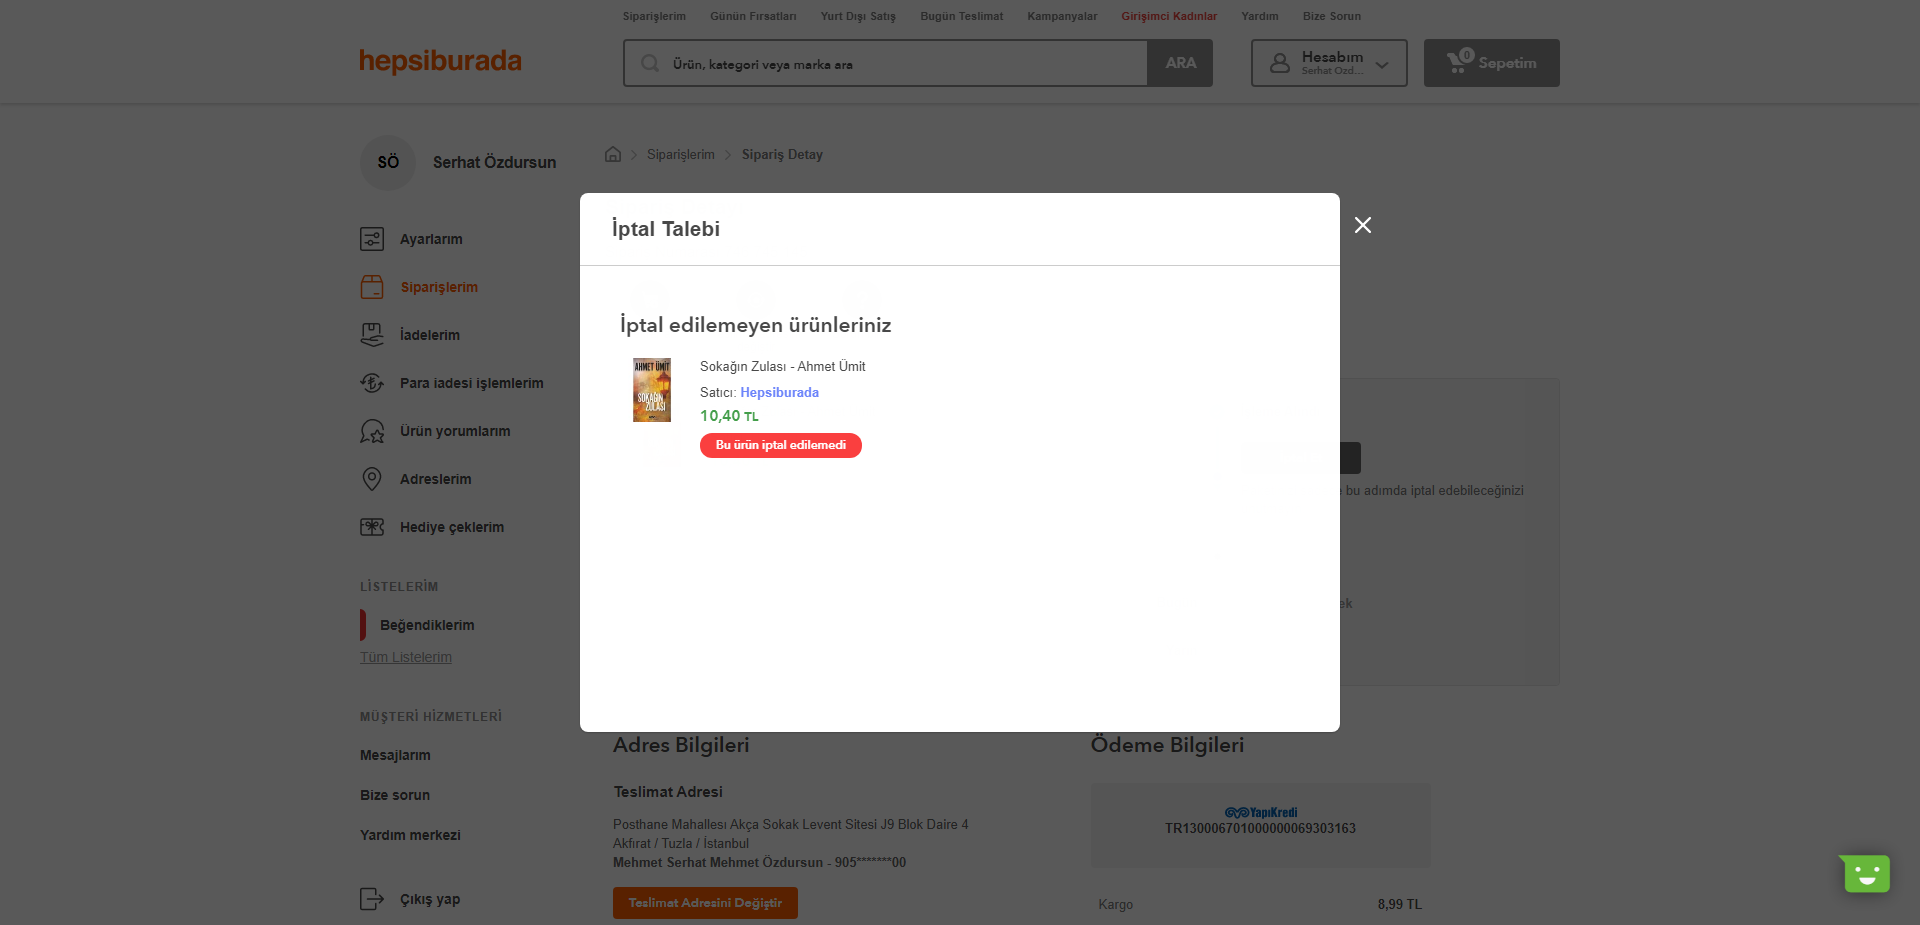 Siparişlerim Günün Fırsatları Yurt Dışı Satış Bugün Teslimat Kampanyalar Girişimci Kadınlar Yardım Bize Sorun
hepsiburada
Ürün, kategori veya marka ara
ARA
Hesabım
Serhat Ozd...
0
Sepetim
SÖ
Serhat Özdursun
Siparişlerim
Sipariş Detay
Ayarlarım
Siparişlerim
İadelerim
Para iadesi işlemlerim
Ürün yorumlarım
Adreslerim
Hediye çeklerim
LİSTELERİM
Beğendiklerim
Tüm Listelerim
MÜŞTERİ HİZMETLERİ
Mesajlarım
Bize sorun
Yardım merkezi
Çıkış yap
İptal Talebi
İptal edilemeyen ürünleriniz
AHMET ÜMİT
SOKAĞIN
ZULASI
Sokağın Zulası - Ahmet Ümit
Satıcı: Hepsiburada
10,40 TL
Bu ürün iptal edilemedi
bu adımda iptal edebileceğinizi
ek
Adres Bilgileri
Teslimat Adresi
Posthane Mahallesı Akça Sokak Levent Sitesi J9 Blok Daire 4
Akfırat / Tuzla / İstanbul
Mehmet Serhat Mehmet Özdursun - 905*******00
Teslimat Adresini Değiştir
Ödeme Bilgileri
YapıKredi
TR130006701000000069303163
Kargo 8,99 TL